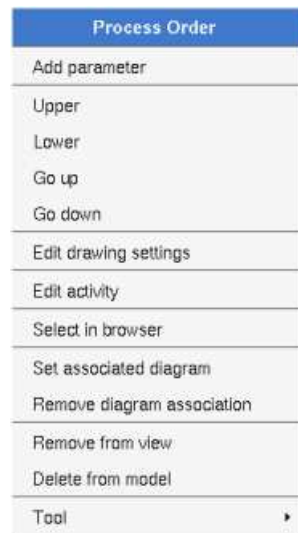 Process Order
Add parameter
Upper
Lower
Go up
Go down
Edit drawing settings
Edit activity
Select in browser
Set associated diagram
Remove diagram association
Remove from view
Delete from model
Tool